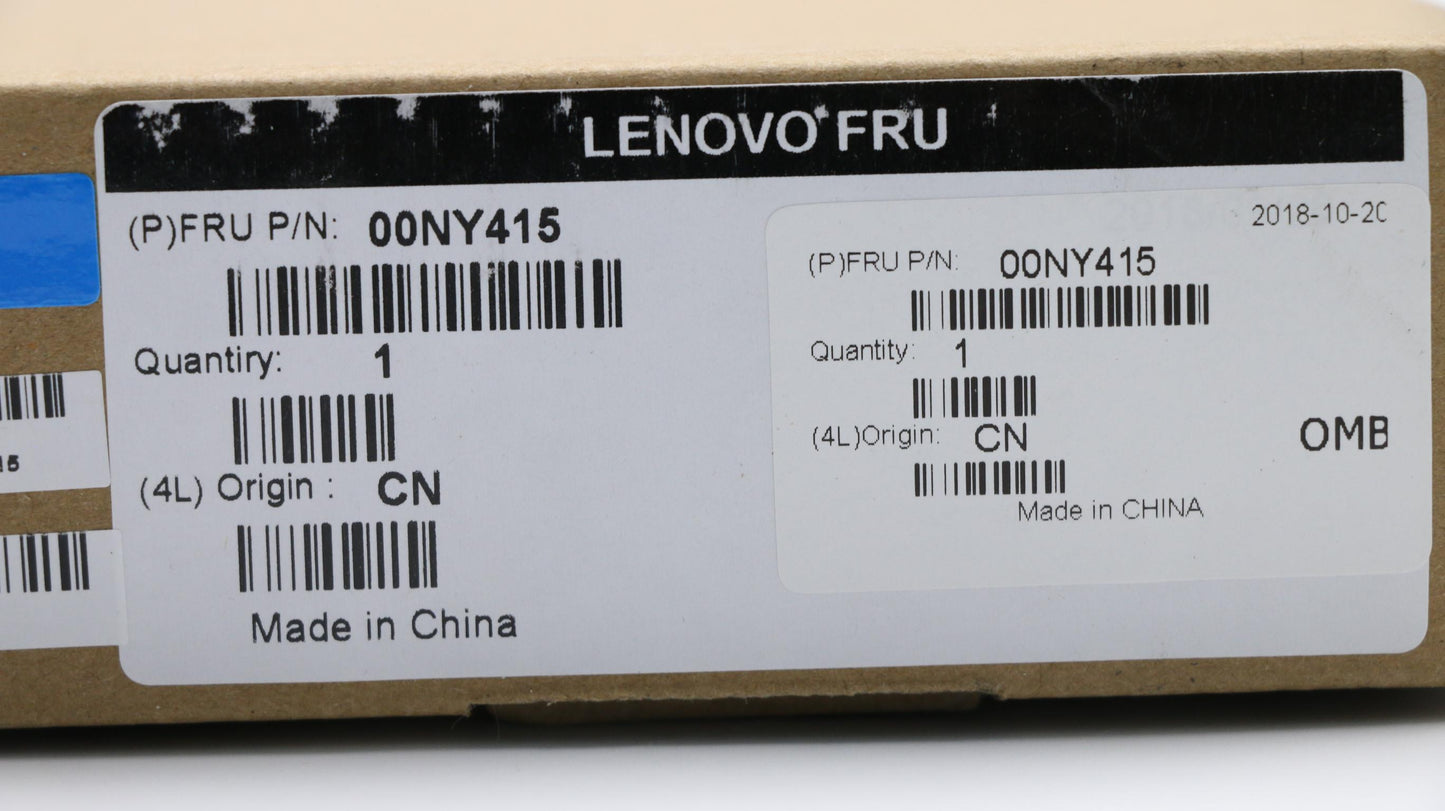 LENOVO FRU
(P)FRU P/N: 00NY415
Quantiry: 1
(4L) Origin : CN
Made in China
2018-10-20
(P)FRU P/N: 00NY415
Quantity: 1
(4L)Origin: CN
OMB
Made in CHINA